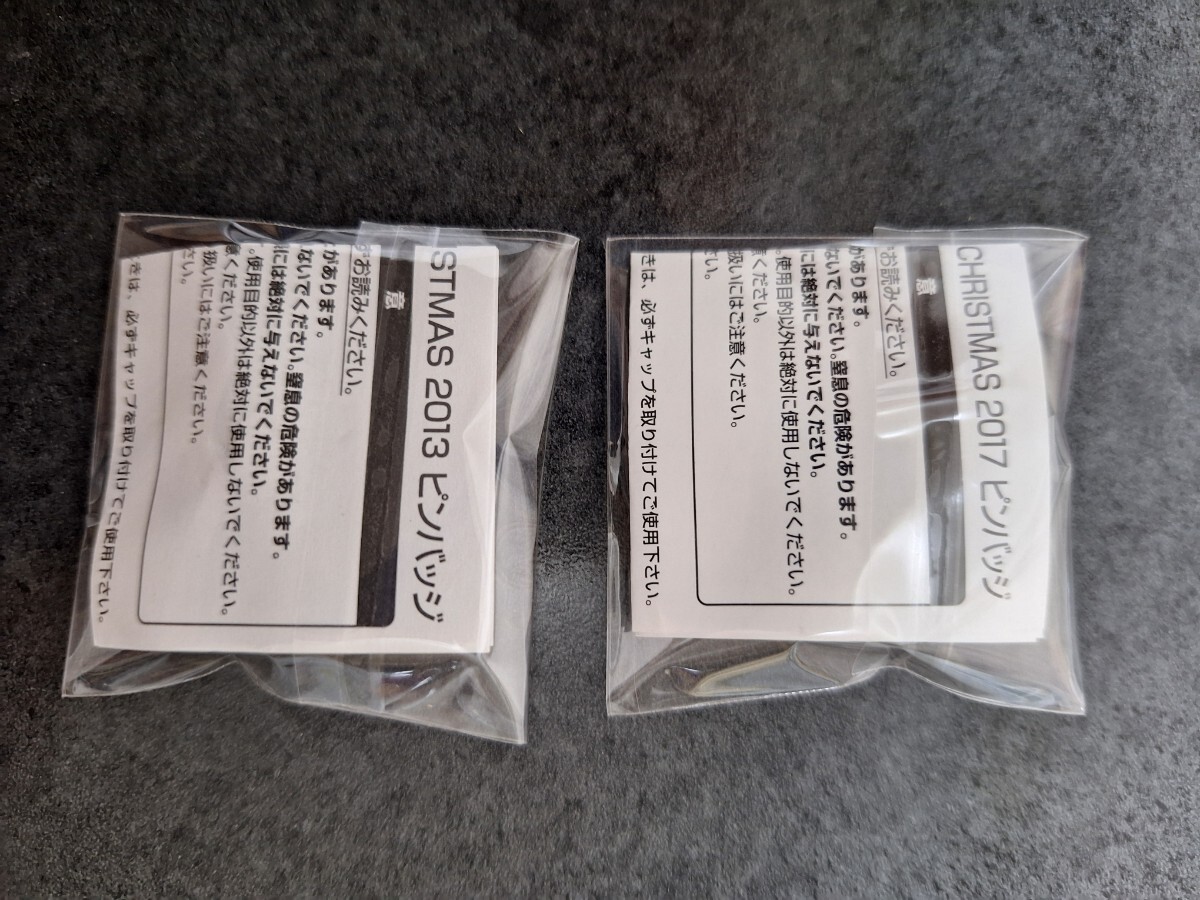 STMAS 2013 ピンバッジ
意
お読みください。
があります。
ないでください。窒息の危険があります。
には絶対に与えないでください。
使用目的以外は絶対に使用しないでください。
意ください。
扱いにはご注意ください。
さい。
きは、必ずキャップを取り付けてご使用下さい。
CHRISTMAS 2017 ピンバッジ
意
お読みください。
があります。
ないでください。窒息の危険があります。
には絶対に与えないでください。
使用目的以外は絶対に使用しないでください。
意ください。
扱いにはご注意ください。
さい。
きは、必ずキャップを取り付けてご使用下さい。